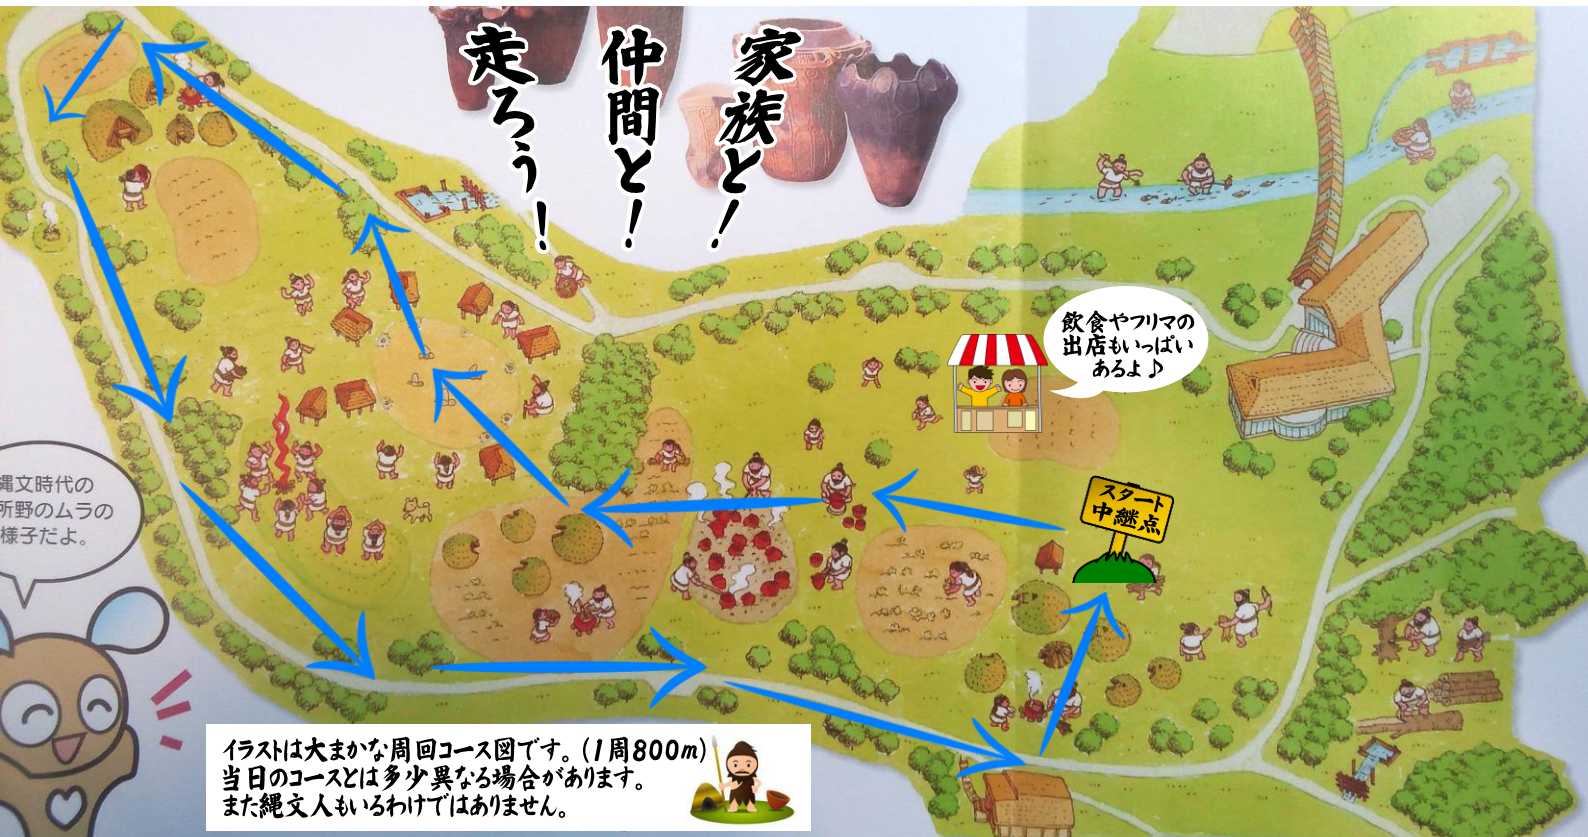 家族と!
仲間と!
走ろう!
飲食やフリマの
出店もいっぱい
あるよ♪
スタート
中継点
縄文時代の
所野のムラの
様子だよ。
イラストは大まかな周回コース図です。(1周800m)
当日のコースとは多少異なる場合があります。
また縄文人もいるわけではありません。